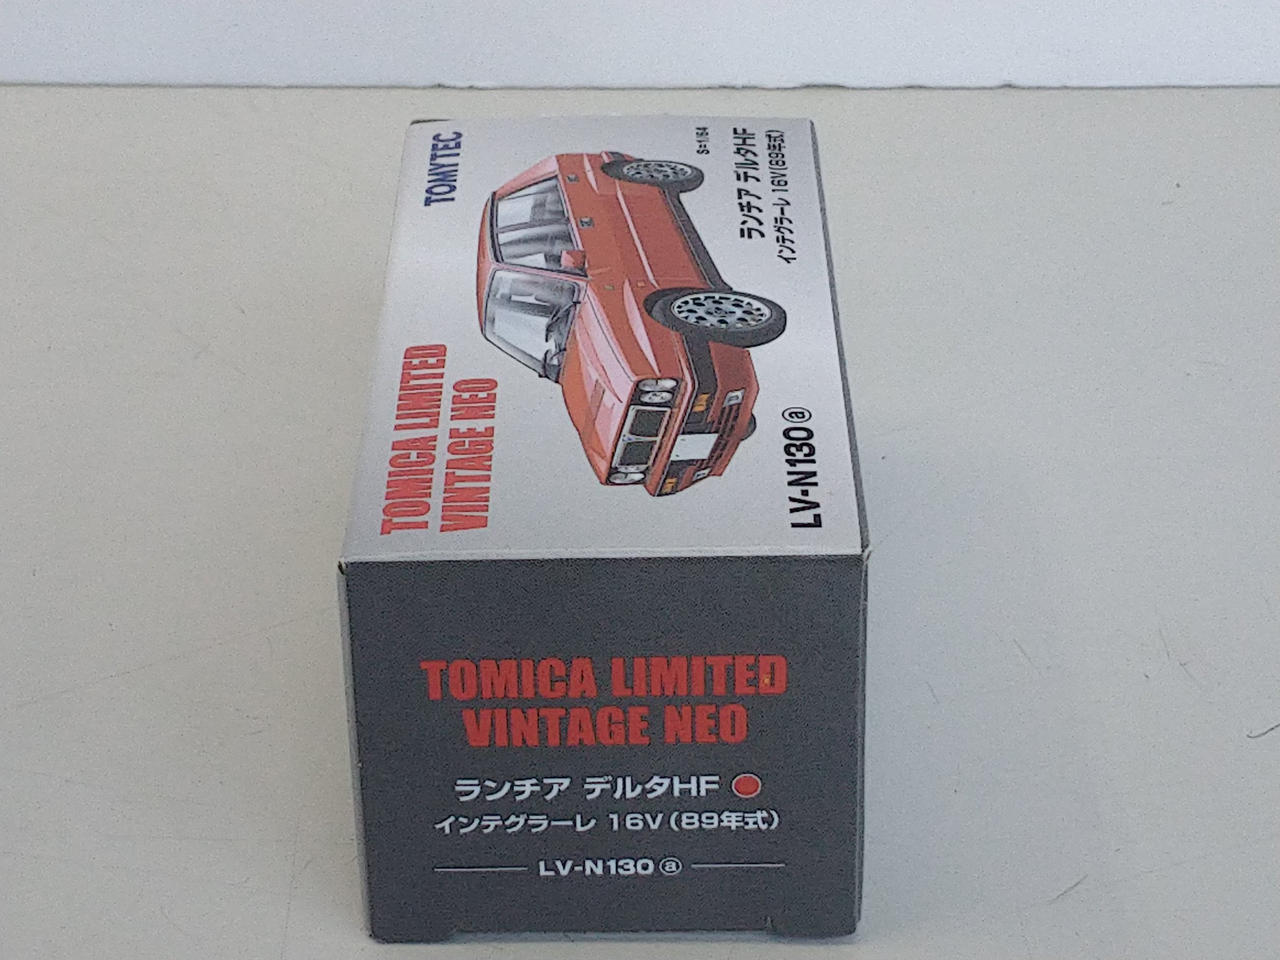 TOMYTEC
TOMICA LIMITED
VINTAGE NEO
S=1/64
ランチア デルタHF
インテグラーレ 16V(89年式)
LV-N130ⓐ
TOMICA LIMITED
VINTAGE NEO
ランチア デルタHF
インテグラーレ 16V(89年式)
LV-N130ⓐ